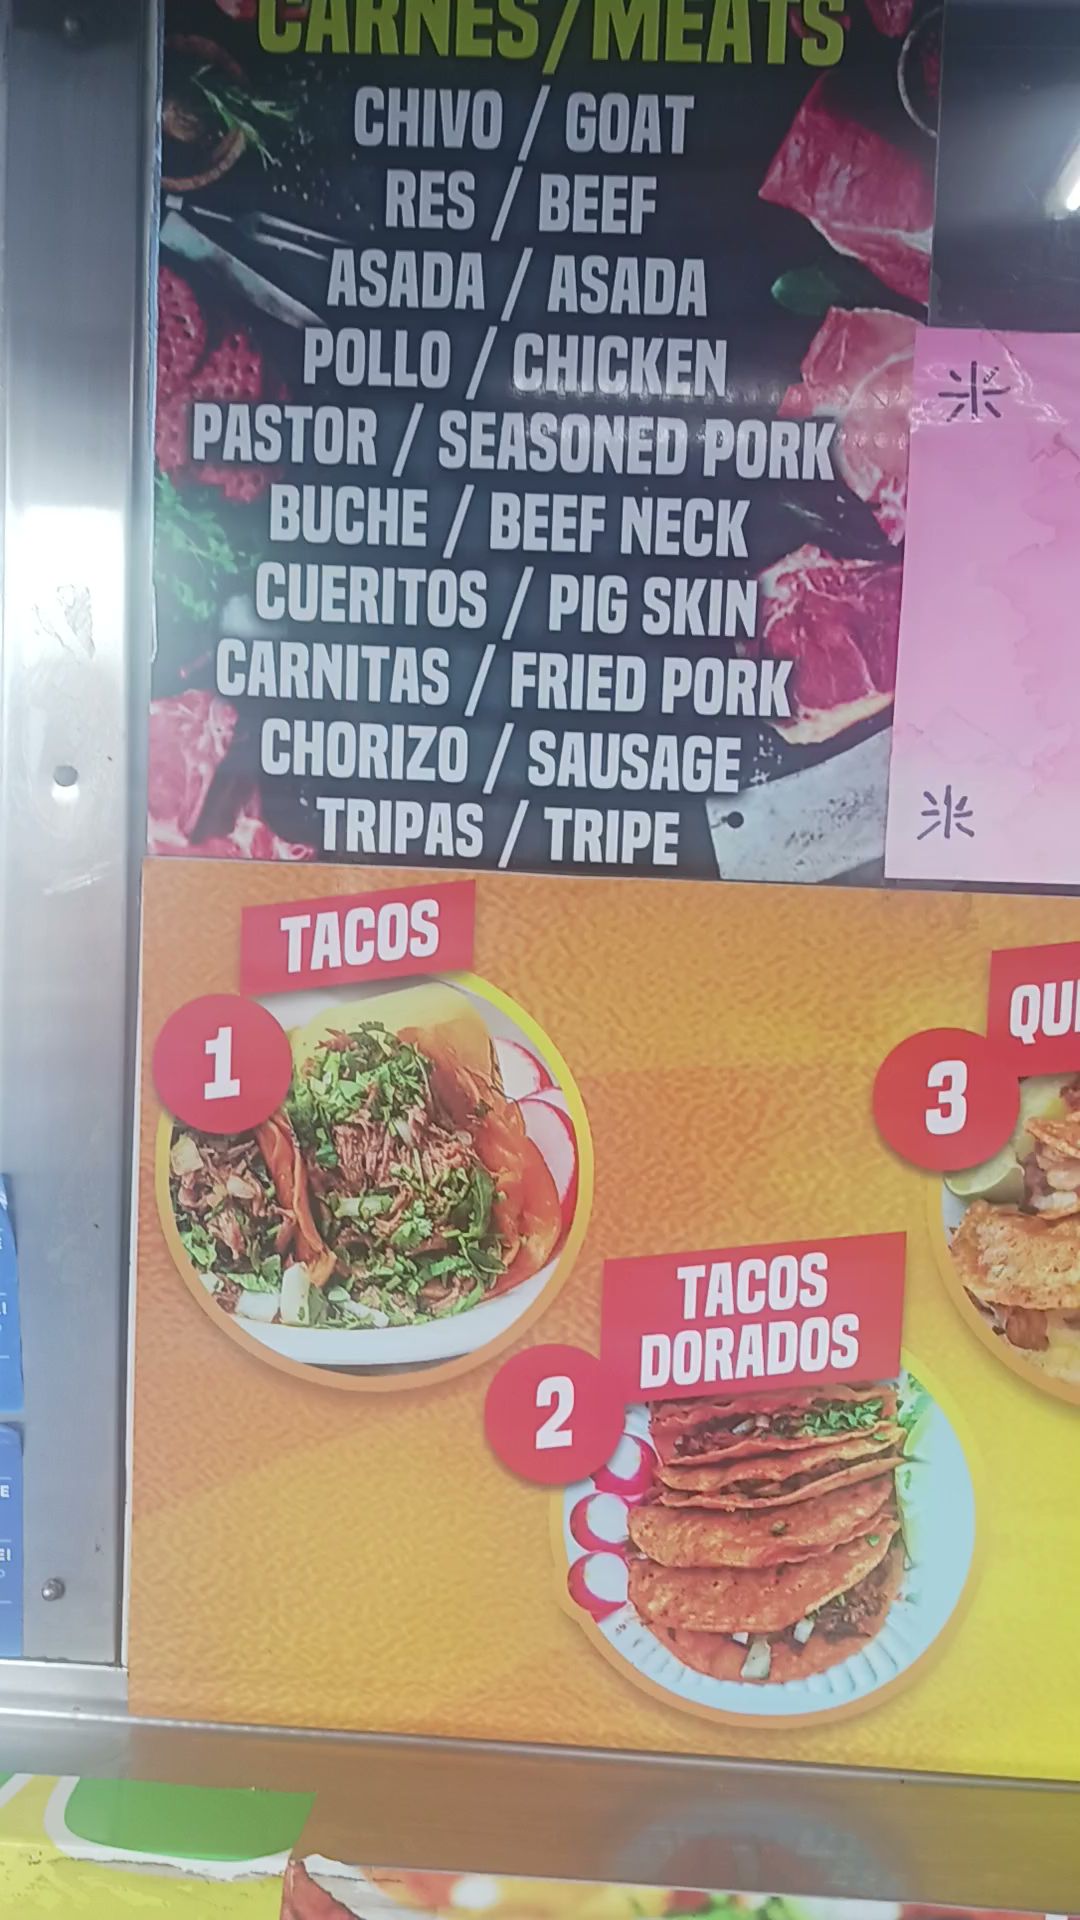 CARNES/MEATS
CHIVO / GOAT
RES / BEEF
ASADA / ASADA
POLLO / CHICKEN
PASTOR / SEASONED PORK
BUCHE / BEEF NECK
CUERITOS / PIG SKIN
CARNITAS / FRIED PORK
CHORIZO / SAUSAGE
TRIPAS / TRIPE
TACOS
1
3
TACOS
DORADOS
2